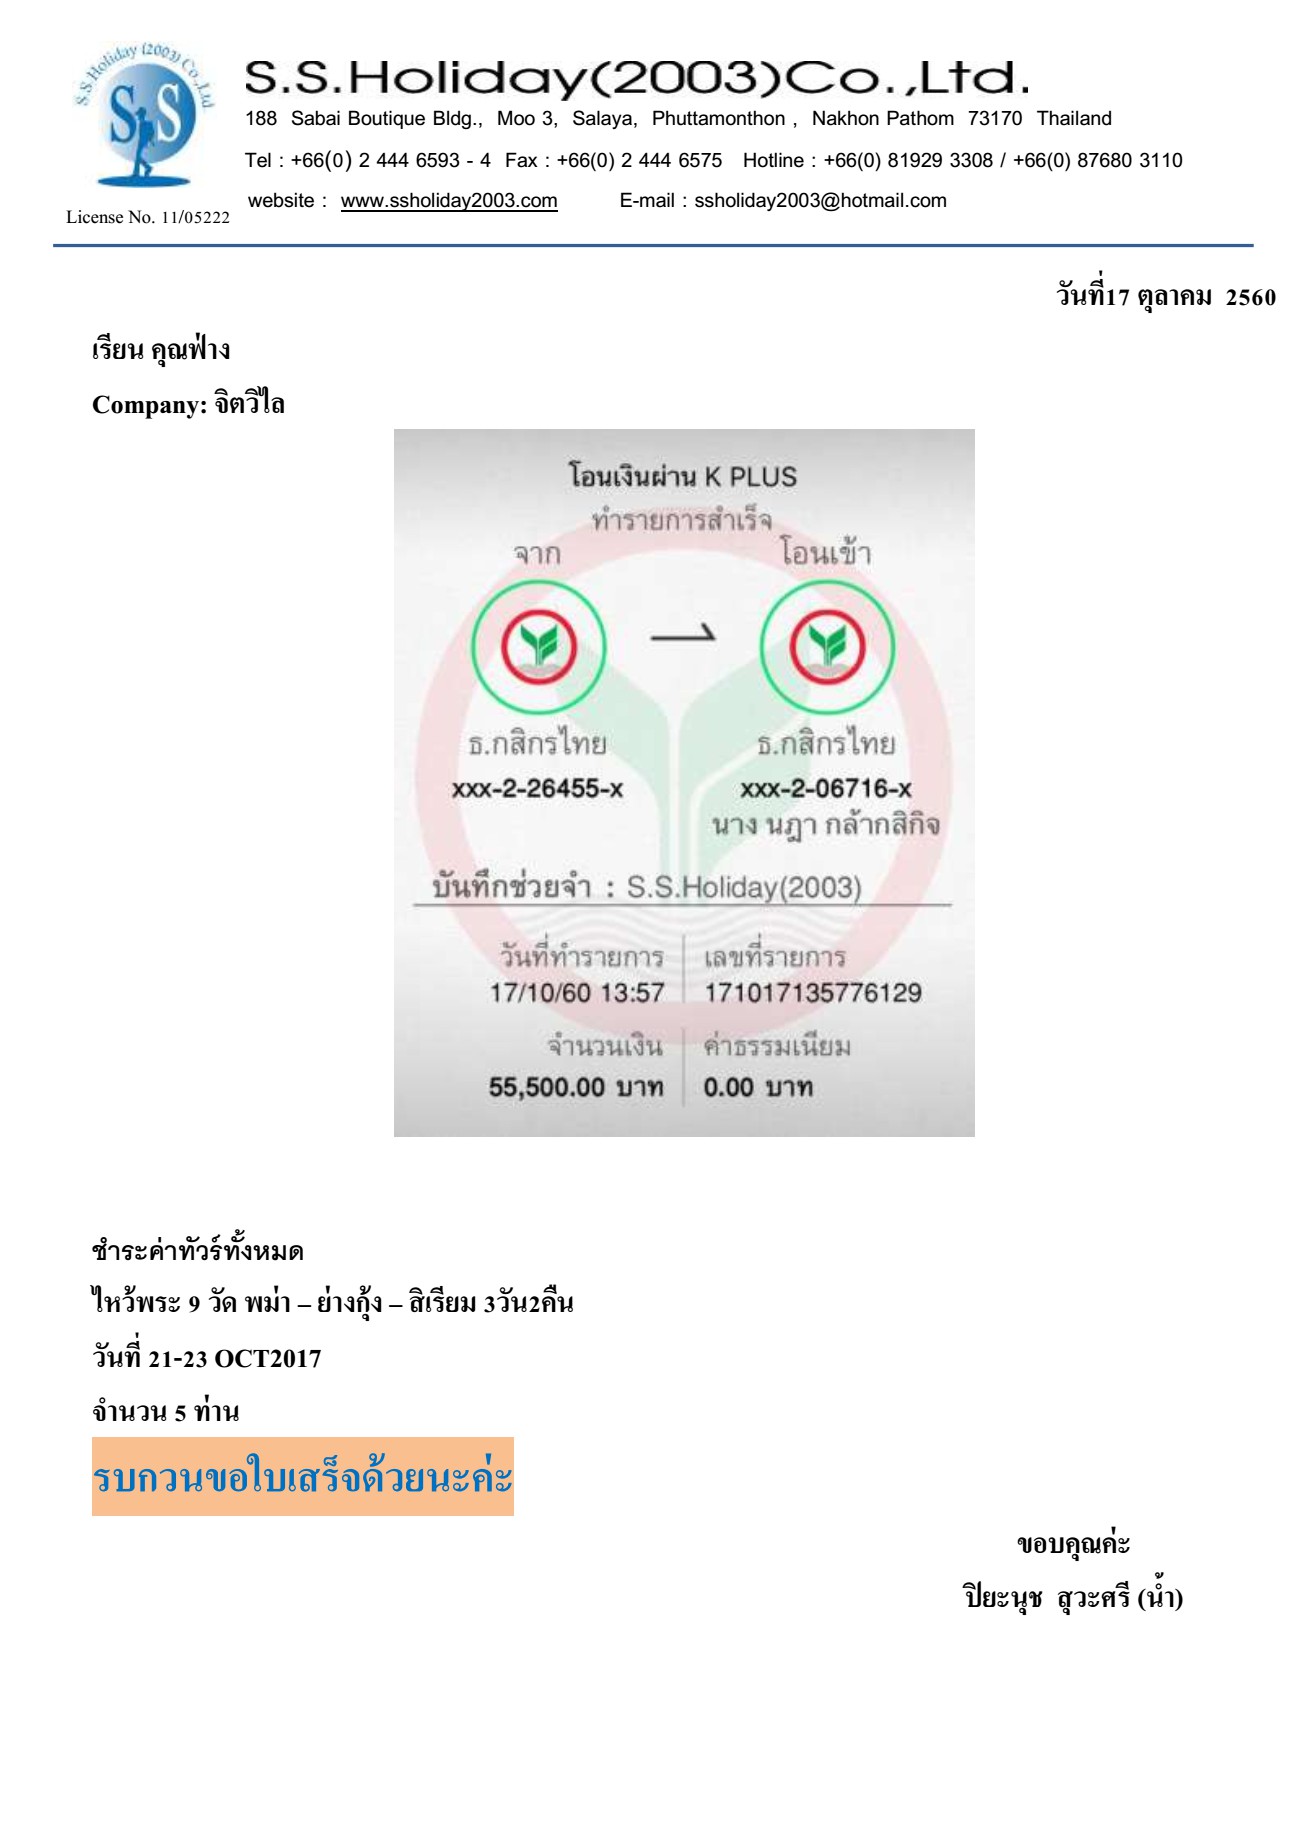 S.S.Holiday (2003) Co.,Ltd
SS
License No. 11/05222
S.S.Holiday(2003)Co.,Ltd.
188 Sabai Boutique Bldg., Moo 3, Salaya, Phuttamonthon , Nakhon Pathom 73170 Thailand
Tel : +66(0) 2 444 6593 - 4 Fax : +66(0) 2 444 6575 Hotline : +66(0) 81929 3308 / +66(0) 87680 3110
website : www.ssholiday2003.com E-mail : ssholiday2003@hotmail.com
วันที่17 ตุลาคม 2560
เรียน คุณฟ่าง
Company: จิตวิไล
โอนเงินผ่าน K PLUS
ทำรายการสำเร็จ
จาก โอนเข้า
ธ.กสิกรไทย ธ.กสิกรไทย
xxx-2-26455-x xxx-2-06716-x
นาง นฎา กล้ากสิกิจ
บันทึกช่วยจำ : S.S.Holiday(2003)
วันที่ทำรายการ เลขที่รายการ
17/10/60 13:57 171017135776129
จำนวนเงิน ค่าธรรมเนียม
55,500.00 บาท 0.00 บาท
ชำระค่าทัวร์ทั้งหมด
ไหว้พระ 9 วัด พม่า – ย่างกุ้ง – สิเรียม 3วัน2คืน
วันที่ 21-23 OCT2017
จำนวน 5 ท่าน
รบกวนขอใบเสร็จด้วยนะค่ะ
ขอบคุณค่ะ
ปิยะนุช สุวะศรี (น้ำ)